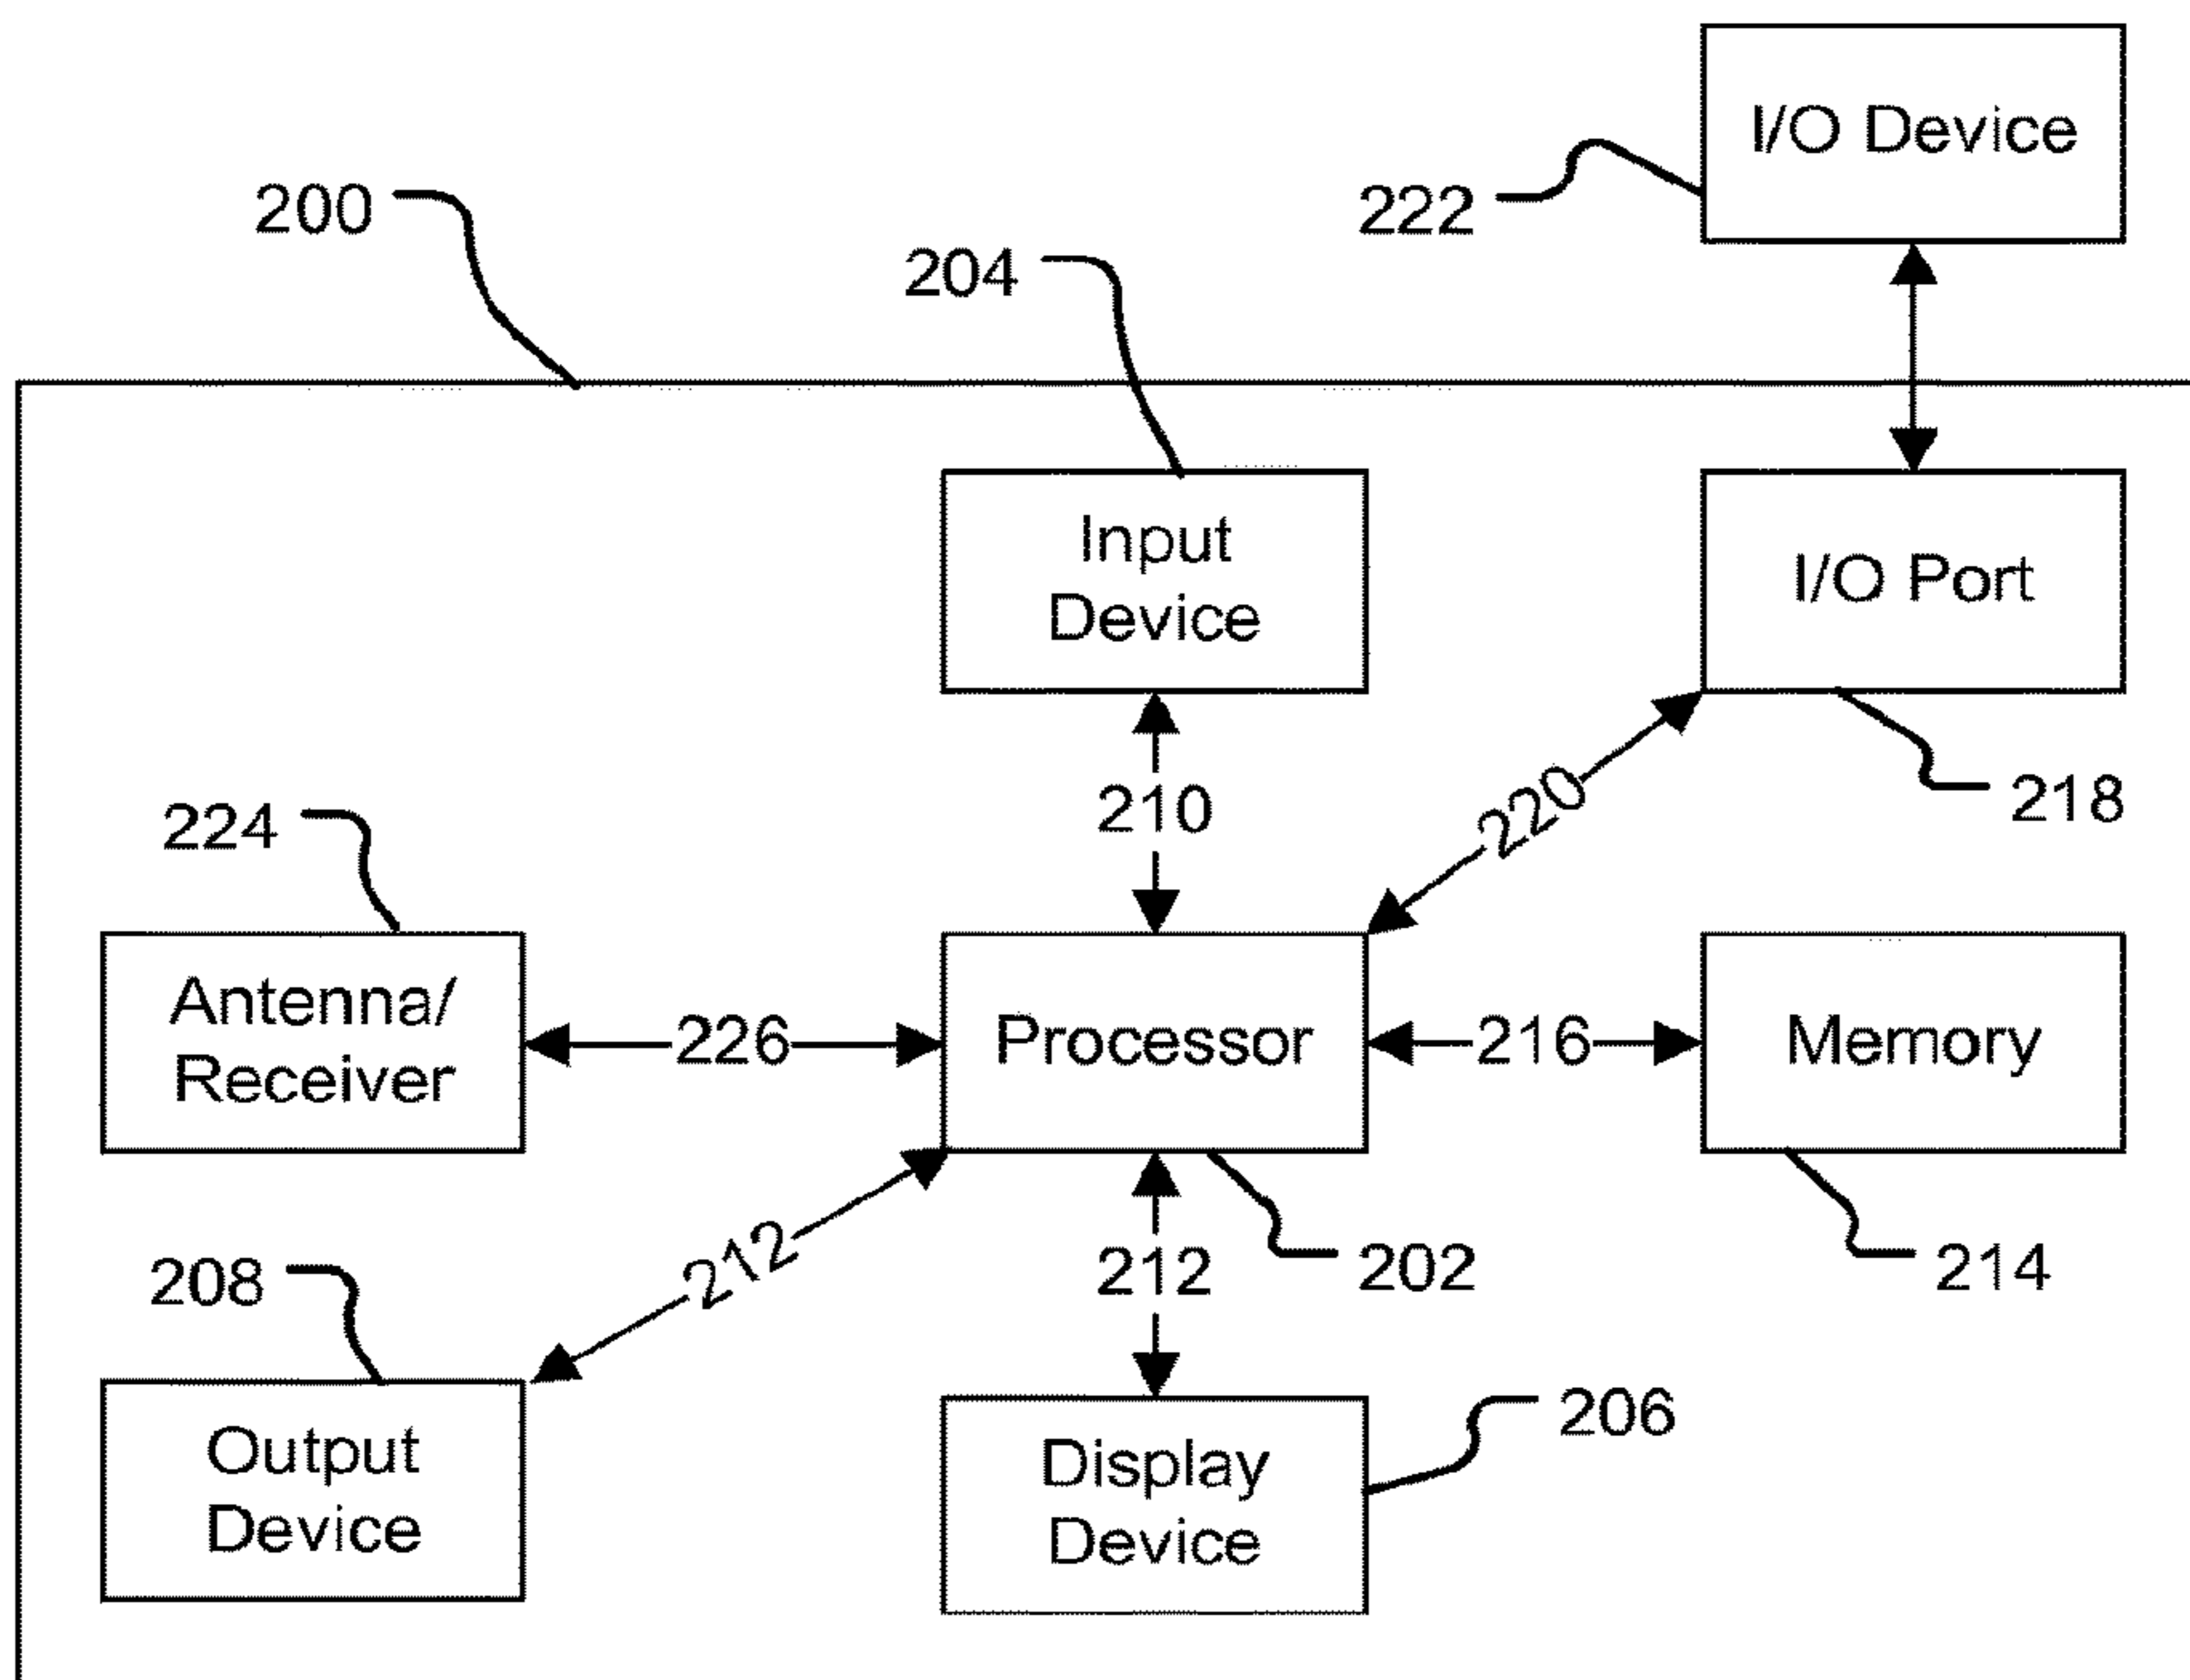 I/O Device
200
222
204
Input
Device
I/O Port
210
220
218
224
Antenna/
Receiver
226
Processor
216
Memory
212
212
202
214
208
206
Output
Device
Display
Device